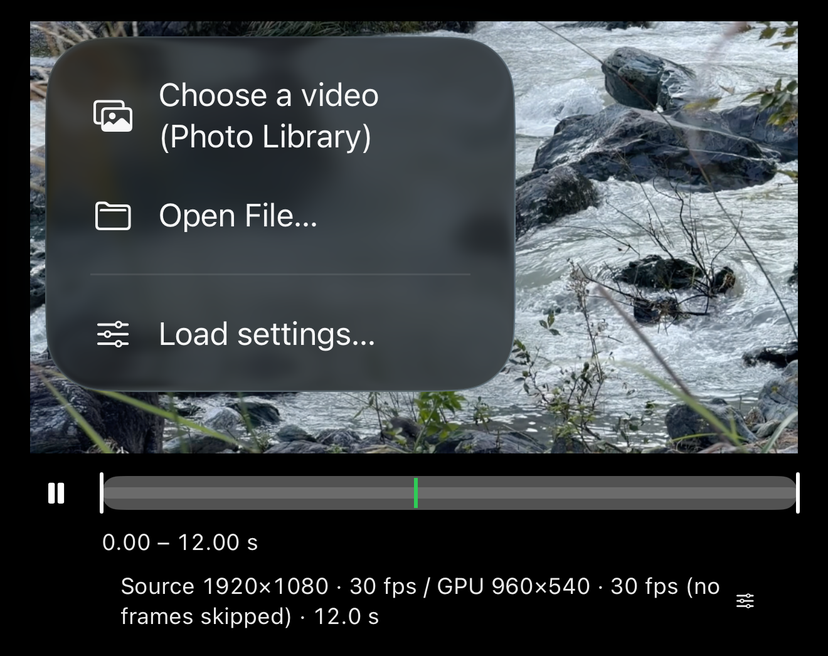 Choose a video
(Photo Library)
Open File...
Load settings...
0.00 – 12.00 s
Source 1920×1080 · 30 fps / GPU 960×540 · 30 fps (no
frames skipped) · 12.0 s